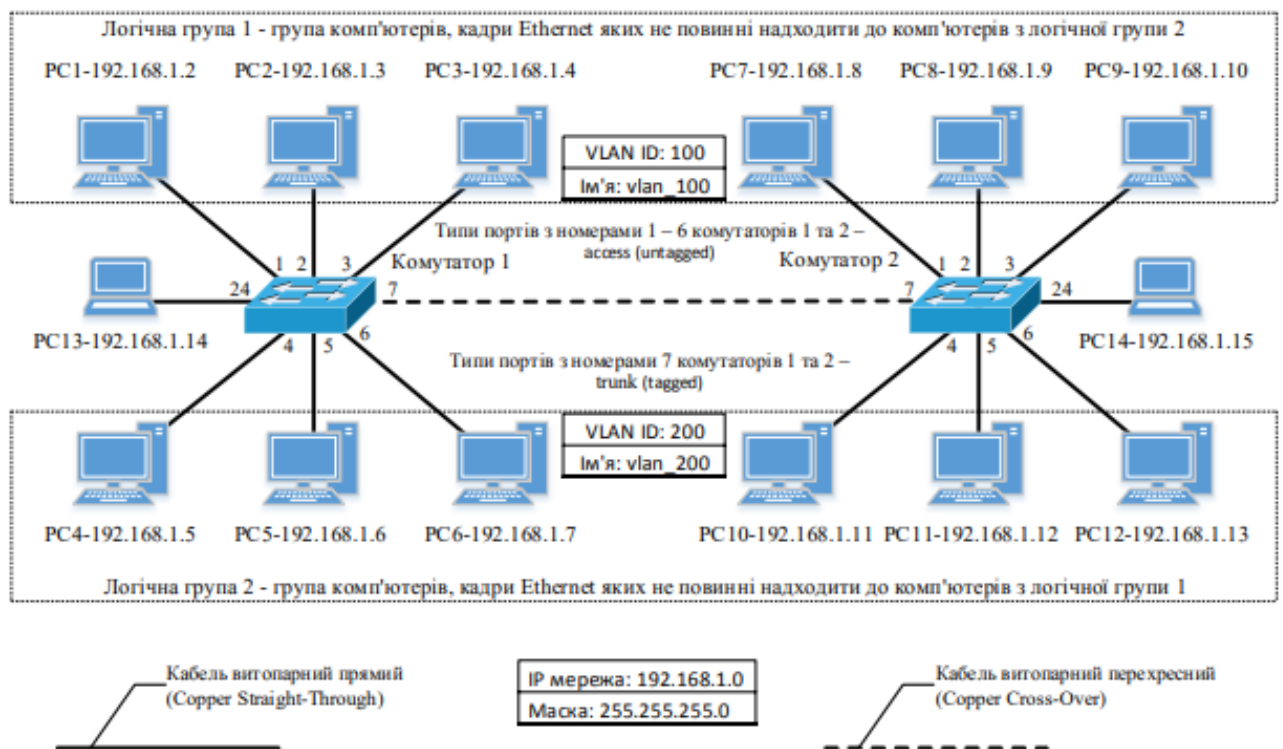 Логічна група 1 - група комп'ютерів, кадри Ethernet яких не повинні надходити до комп'ютерів з логічної групи 2
PC1-192.168.1.2 PC2-192.168.1.3 PC3-192.168.1.4 PC7-192.168.1.8 PC8-192.168.1.9 PC9-192.168.1.10
VLAN ID: 100
Ім'я: vlan_100
Типи портів з номерами 1 – 6 комутаторів 1 та 2 –
access (untagged)
1 2 3 Комутатор 1 Комутатор 2 1 2 3
24 7 7 24
PC13-192.168.1.14 4 5 6 4 5 6 PC14-192.168.1.15
Типи портів з номерами 7 комутаторів 1 та 2 –
trunk (tagged)
VLAN ID: 200
Ім'я: vlan_200
PC4-192.168.1.5 PC5-192.168.1.6 PC6-192.168.1.7 PC10-192.168.1.11 PC11-192.168.1.12 PC12-192.168.1.13
Логічна група 2 - група комп'ютерів, кадри Ethernet яких не повинні надходити до комп'ютерів з логічної групи 1
Кабель витопарний прямий
(Copper Straight-Through)
IP мережа: 192.168.1.0
Маска: 255.255.255.0
Кабель витопарний перехресний
(Copper Cross-Over)